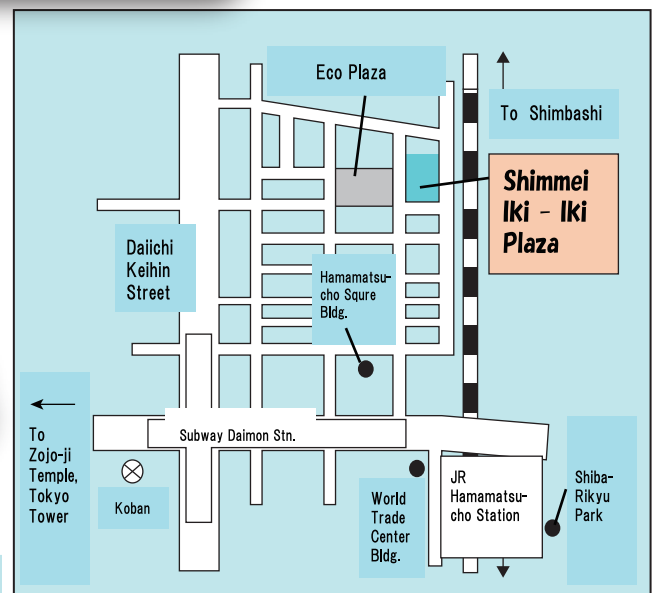 Eco Plaza
To Shimbashi
Shimmei
Iki - Iki
Plaza
Daiichi
Keihin
Street
Hamamatsu-
cho Squre
Bldg.
To
Zojo-ji
Temple,
Tokyo
Tower
Subway Daimon Stn.
Koban
World
Trade
Center
Bldg.
JR
Hamamatsu-
cho Station
Shiba-
Rikyu
Park